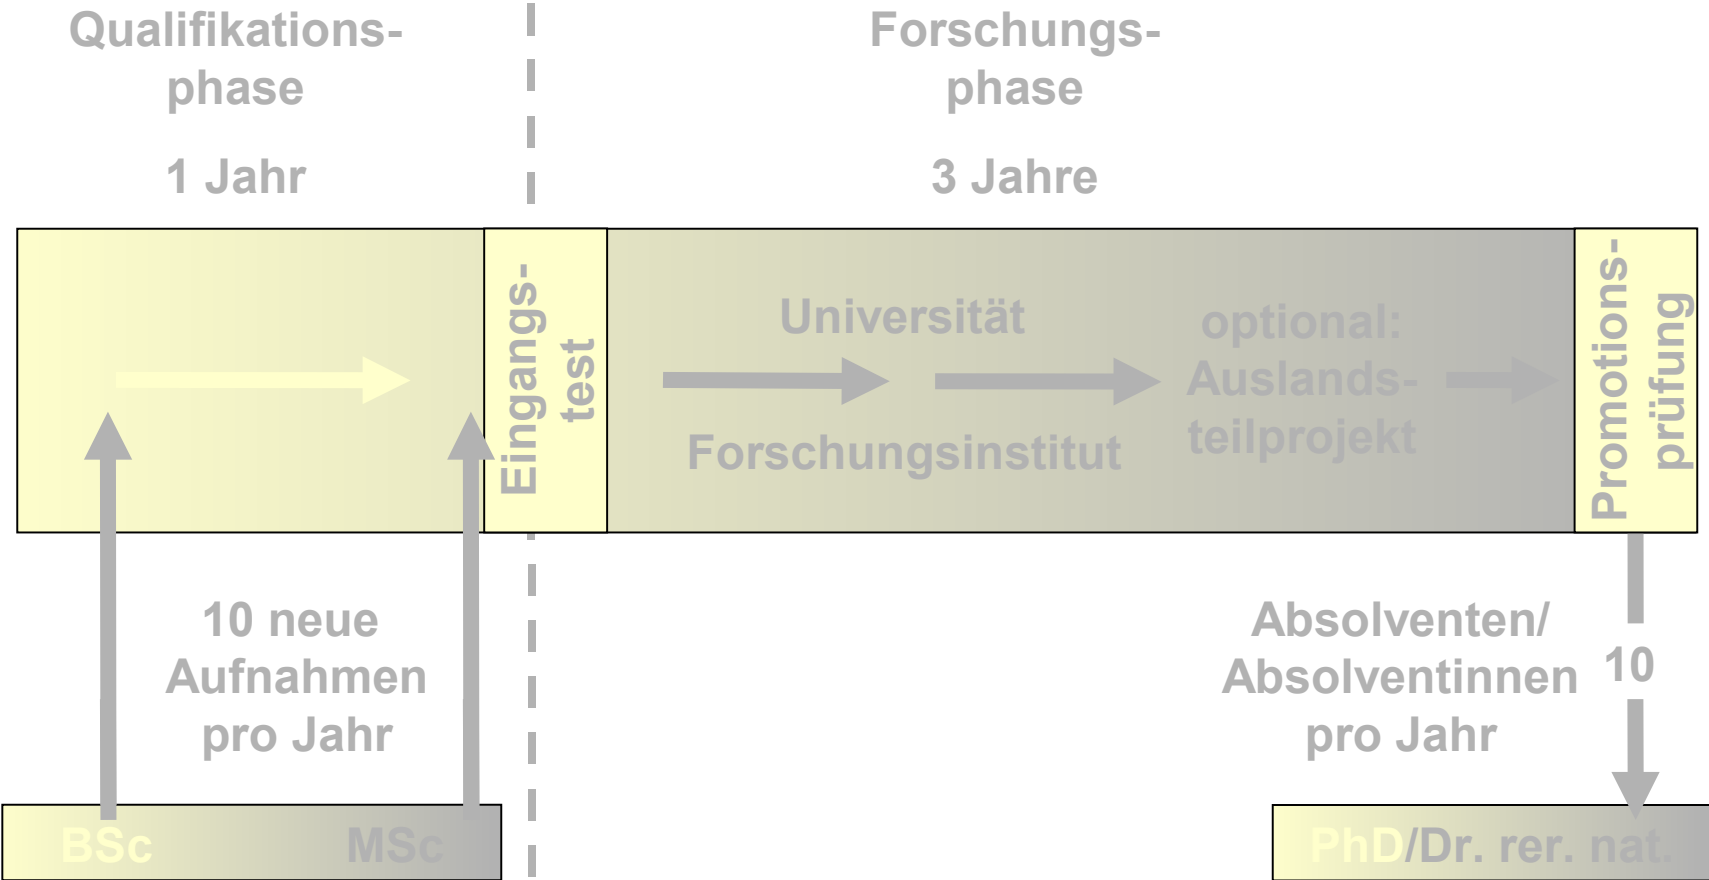 Qualifikations-
phase
1 Jahr
Forschungs-
phase
3 Jahre
Eingangs-
test
Universität
Forschungsinstitut
optional:
Auslands-
teilprojekt
Promotions-
prüfung
10 neue
Aufnahmen
pro Jahr
Absolventen/
Absolventinnen
pro Jahr
10
BSc
MSc
PhD/Dr. rer. nat.